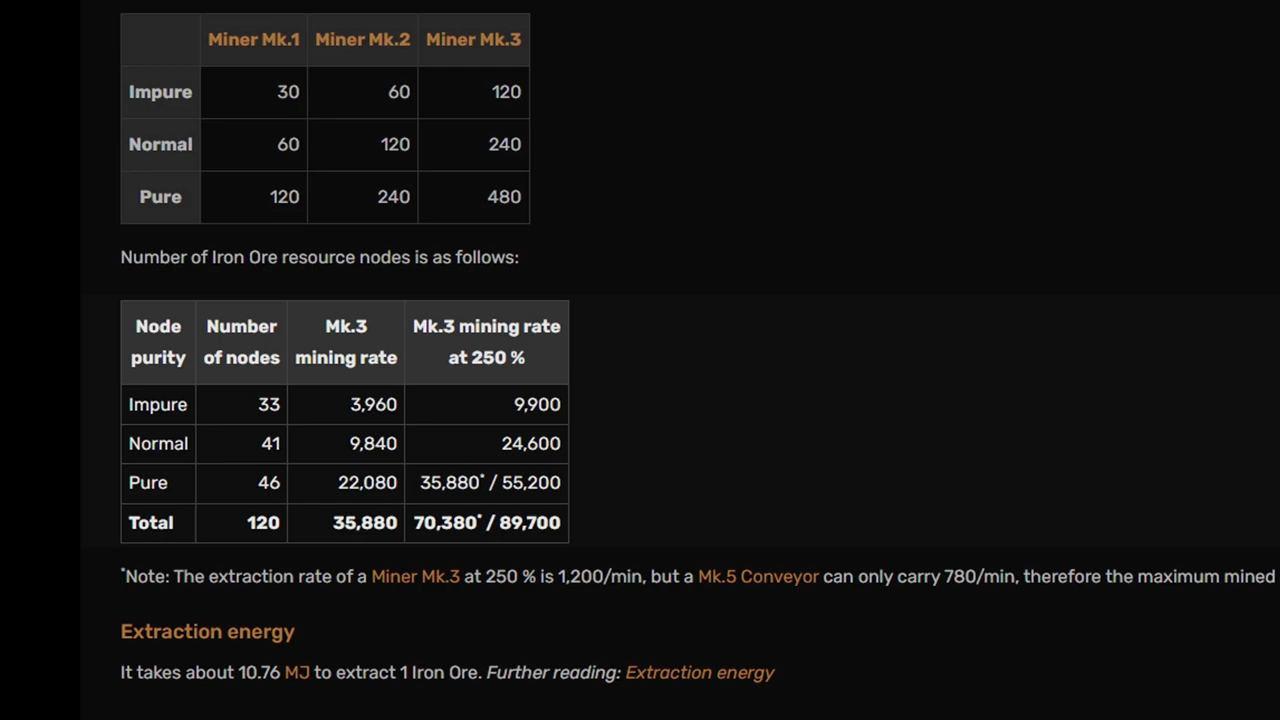 Miner Mk.1 Miner Mk.2 Miner Mk.3
Impure 30 60 120
Normal 60 120 240
Pure 120 240 480
Number of Iron Ore resource nodes is as follows:
Node purity Number of nodes Mk.3 mining rate Mk.3 mining rate at 250 %
Impure 33 3,960 9,900
Normal 41 9,840 24,600
Pure 46 22,080 35,880* / 55,200
Total 120 35,880 70,380* / 89,700
*Note: The extraction rate of a Miner Mk.3 at 250 % is 1,200/min, but a Mk.5 Conveyor can only carry 780/min, therefore the maximum mined
Extraction energy
It takes about 10.76 MJ to extract 1 Iron Ore. Further reading: Extraction energy